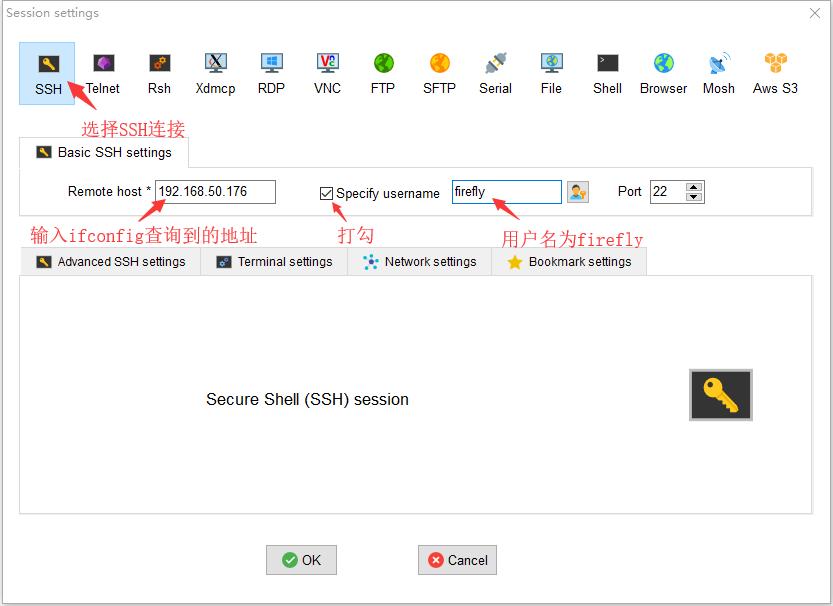 Session settings
SSH Telnet Rsh Xdmcp RDP VNC FTP SFTP Serial File Shell Browser Mosh Aws S3
选择SSH连接
Basic SSH settings
Remote host * 192.168.50.176 Specify username firefly Port 22
输入ifconfig查询到的地址 打勾 用户名为firefly
Advanced SSH settings Terminal settings Network settings Bookmark settings
Secure Shell (SSH) session
OK Cancel